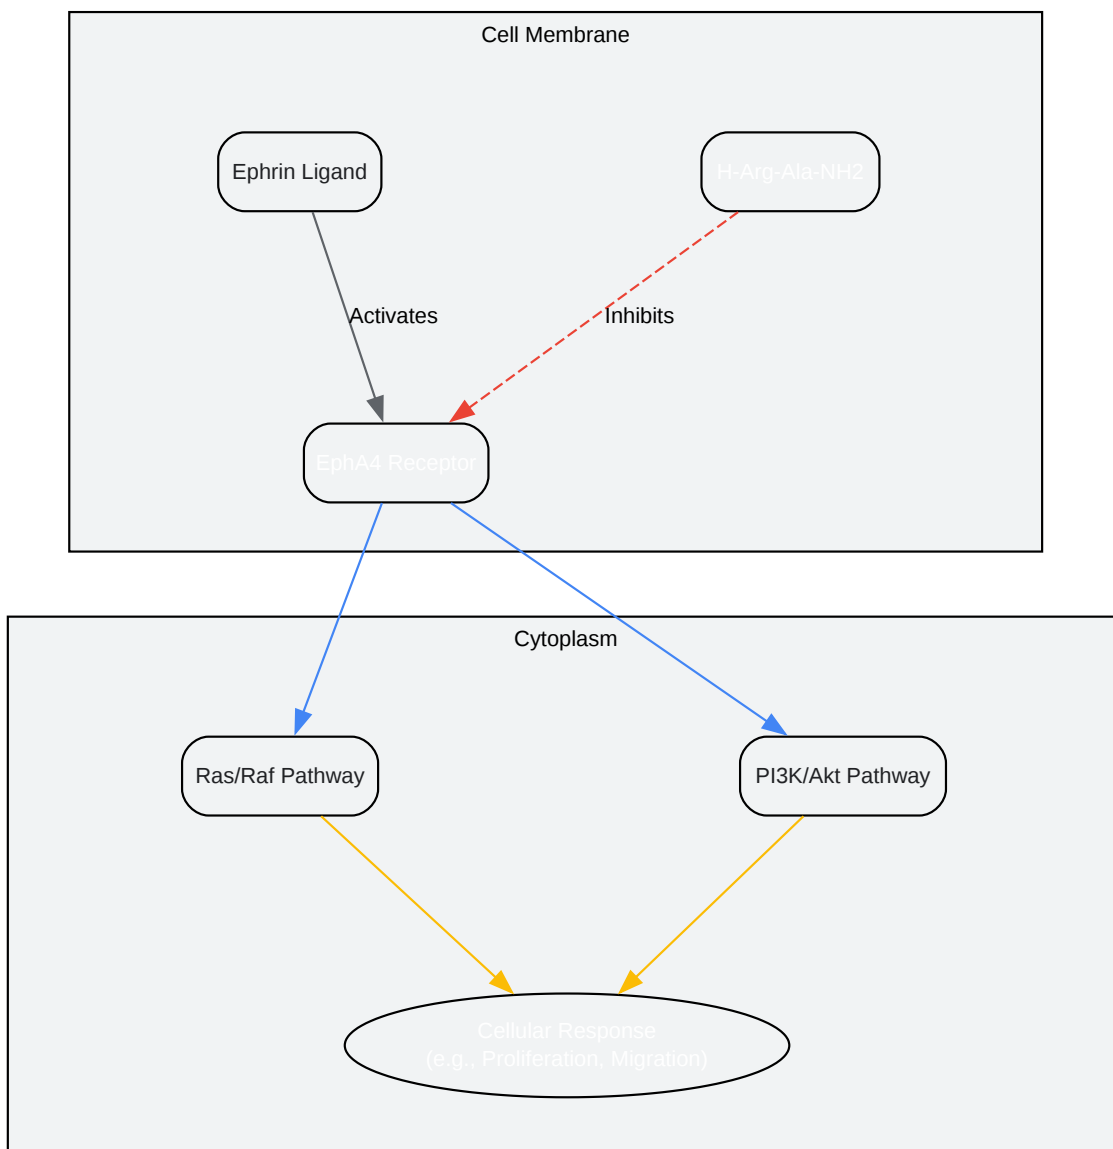 Cell Membrane
Ephrin Ligand
H-Arg-Ala-NH2
Activates
Inhibits
EphA4 Receptor
Cytoplasm
Ras/Raf Pathway
PI3K/Akt Pathway
Cellular Response
(e.g., Proliferation, Migration)